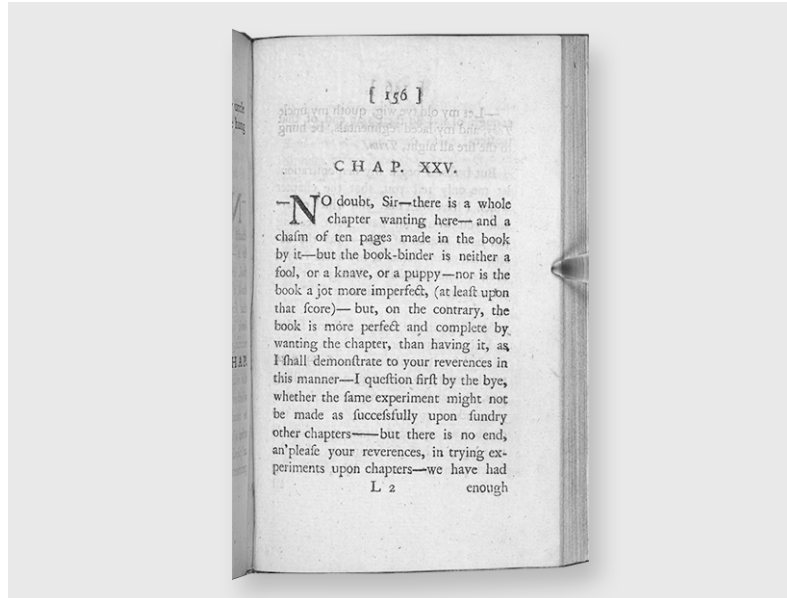 [ 156 ]
CHAP. XXV.
—NO doubt, Sir—there is a whole
chapter wanting here— and a
chaſm of ten pages made in the book
by it—but the book-binder is neither a
fool, or a knave, or a puppy—nor is the
book a jot more imperfect, (at leaſt upon
that ſcore)— but, on the contrary, the
book is more perfect and complete by
wanting the chapter, than having it, as
I ſhall demonſtrate to your reverences in
this manner—I queſtion firſt by the bye,
whether the ſame experiment might not
be made as ſucceſsfully upon ſundry
other chapters——but there is no end,
an'pleaſe your reverences, in trying ex-
periments upon chapters—we have had
L 2 enough